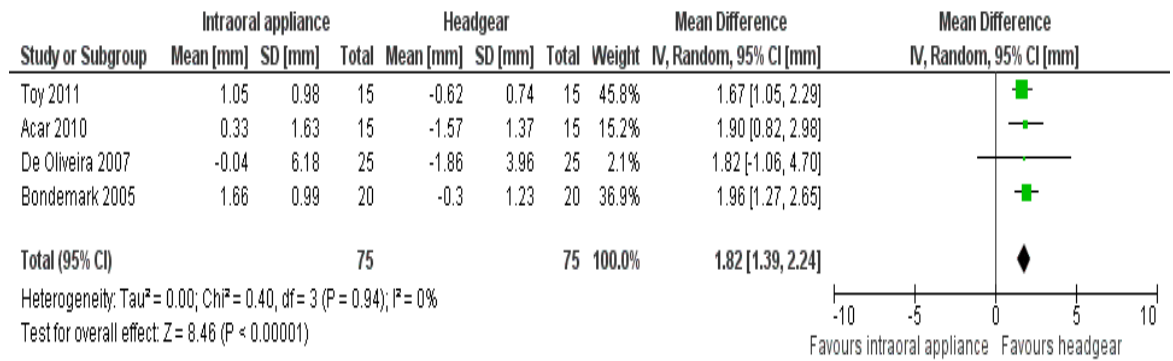 Intraoral appliance Headgear Mean Difference Mean Difference
Study or Subgroup Mean [mm] SD [mm] Total Mean [mm] SD [mm] Total Weight IV, Random, 95% CI [mm] IV, Random, 95% CI [mm]
Toy 2011 1.05 0.98 15 -0.62 0.74 15 45.8% 1.67 [1.05, 2.29]
Acar 2010 0.33 1.63 15 -1.57 1.37 15 15.2% 1.90 [0.82, 2.98]
De Oliveira 2007 -0.04 6.18 25 -1.86 3.96 25 2.1% 1.82 [-1.06, 4.70]
Bondemark 2005 1.66 0.99 20 -0.3 1.23 20 36.9% 1.96 [1.27, 2.65]
Total (95% CI) 75 75 100.0% 1.82 [1.39, 2.24]
Heterogeneity: Tau² = 0.00; Chi² = 0.40, df = 3 (P = 0.94); I² = 0%
Test for overall effect: Z = 8.46 (P < 0.00001)
-10 -5 0 5 10
Favours intraoral appliance Favours headgear